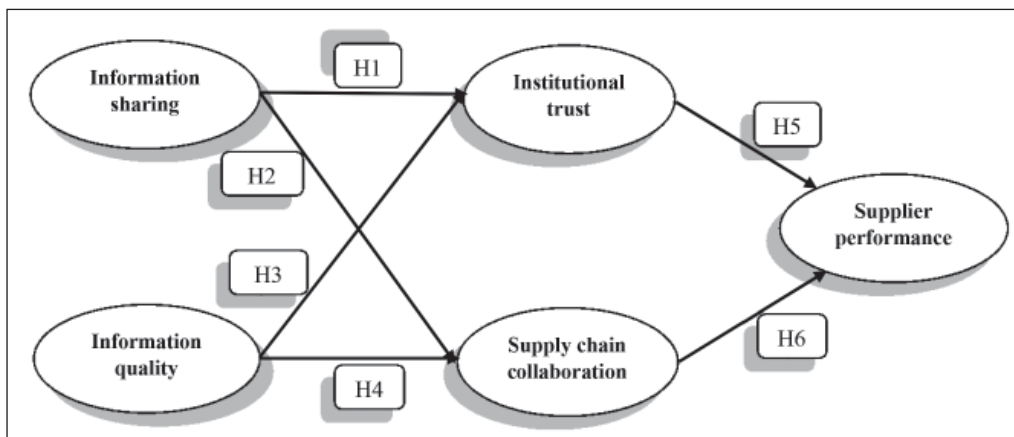 Information
sharing
H1
Institutional
trust
H2
H5
Supplier
performance
H3
Information
quality
H4
Supply chain
collaboration
H6